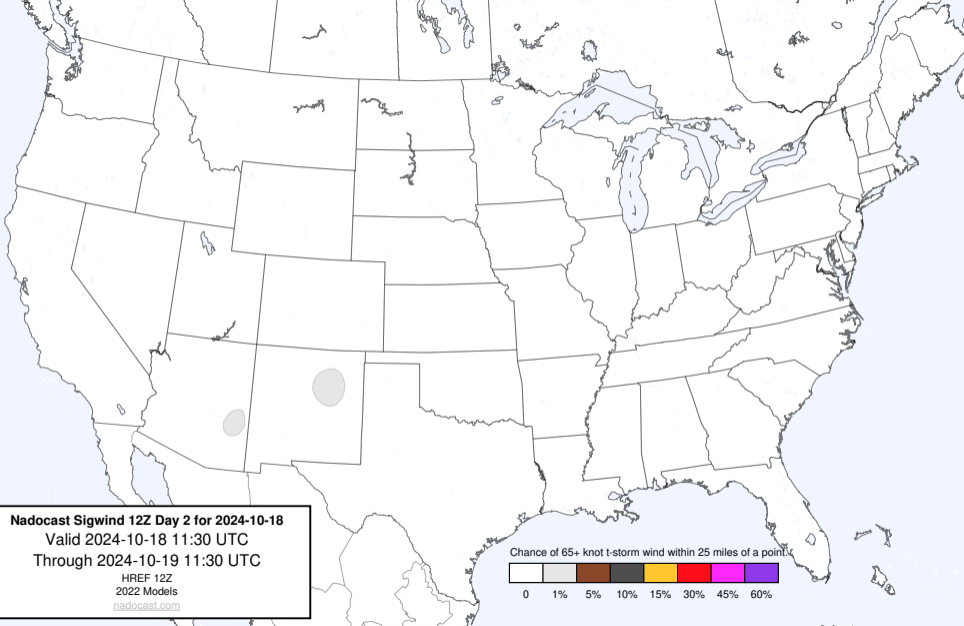 Nadocast Sigwind 12Z Day 2 for 2024-10-18
Valid 2024-10-18 11:30 UTC
Through 2024-10-19 11:30 UTC
HREF 12Z
2022 Models
nadocast.com
Chance of 65+ knot t-storm wind within 25 miles of a point.
0 1% 5% 10% 15% 30% 45% 60%